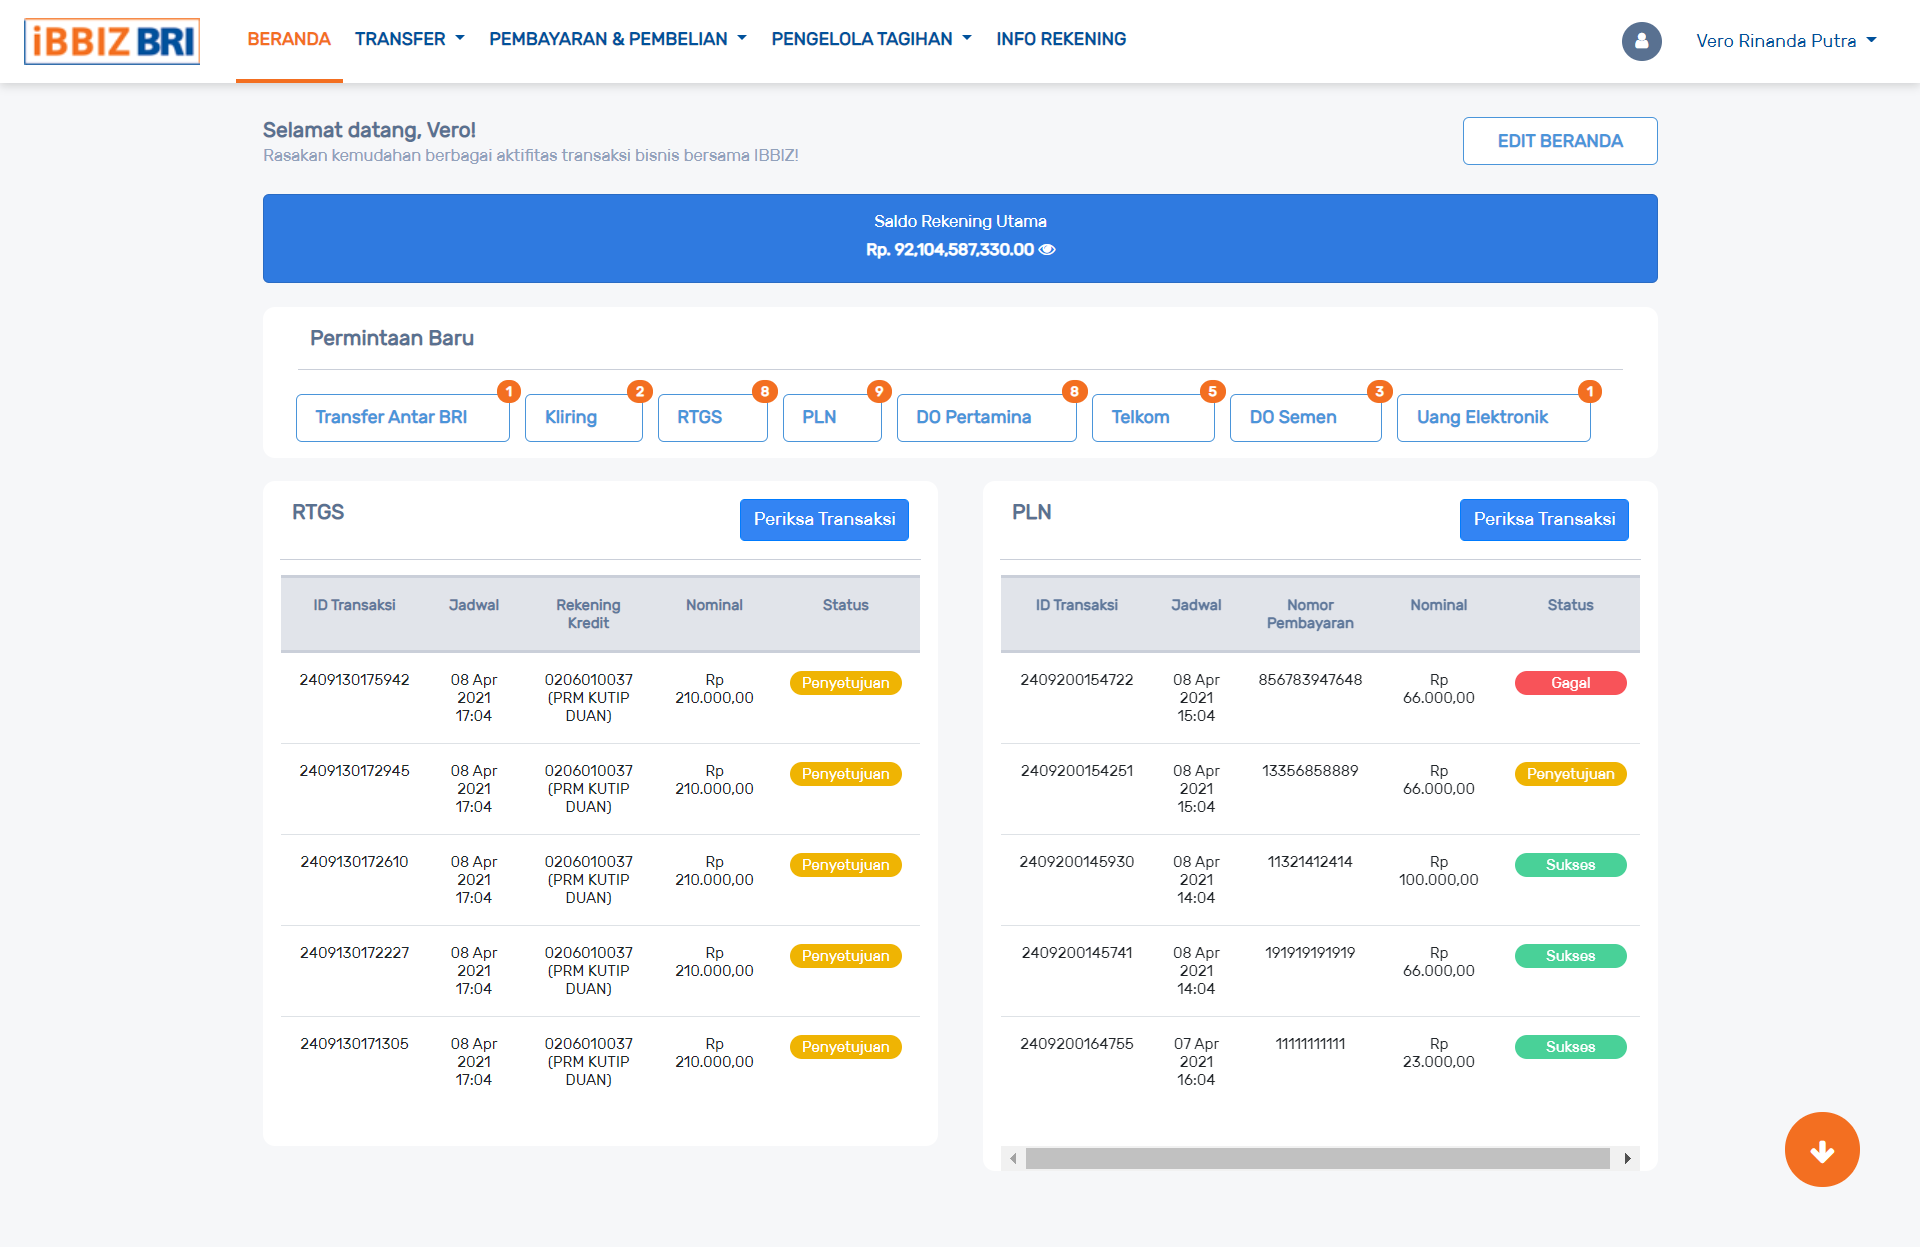 iBBIZ BRI
BERANDA TRANSFER PEMBAYARAN & PEMBELIAN PENGELOLA TAGIHAN INFO REKENING
Vero Rinanda Putra
Selamat datang, Vero!
Rasakan kemudahan berbagai aktifitas transaksi bisnis bersama IBBIZ!
EDIT BERANDA
Saldo Rekening Utama
Rp. 92,104,587,330.00
Permintaan Baru
Transfer Antar BRI 1
Kliring 2
RTGS 8
PLN 9
DO Pertamina 8
Telkom 5
DO Semen 3
Uang Elektronik 1
RTGS
Periksa Transaksi
ID Transaksi Jadwal Rekening Nominal Status
Kredit
2409130175942 08 Apr 0206010037 Rp Penyetujuan
2021 (PRM KUTIP 210.000,00
17:04 DUAN)
2409130172945 08 Apr 0206010037 Rp Penyetujuan
2021 (PRM KUTIP 210.000,00
17:04 DUAN)
2409130172610 08 Apr 0206010037 Rp Penyetujuan
2021 (PRM KUTIP 210.000,00
17:04 DUAN)
2409130172227 08 Apr 0206010037 Rp Penyetujuan
2021 (PRM KUTIP 210.000,00
17:04 DUAN)
2409130171305 08 Apr 0206010037 Rp Penyetujuan
2021 (PRM KUTIP 210.000,00
17:04 DUAN)
PLN
Periksa Transaksi
ID Transaksi Jadwal Nomor Nominal Status
Pembayaran
2409200154722 08 Apr 856783947648 Rp Gagal
2021 66.000,00
15:04
2409200154251 08 Apr 13356858889 Rp Penyetujuan
2021 66.000,00
15:04
2409200145930 08 Apr 11321412414 Rp Sukses
2021 100.000,00
14:04
2409200145741 08 Apr 191919191919 Rp Sukses
2021 66.000,00
14:04
2409200164755 07 Apr 11111111111 Rp Sukses
2021 23.000,00
16:04